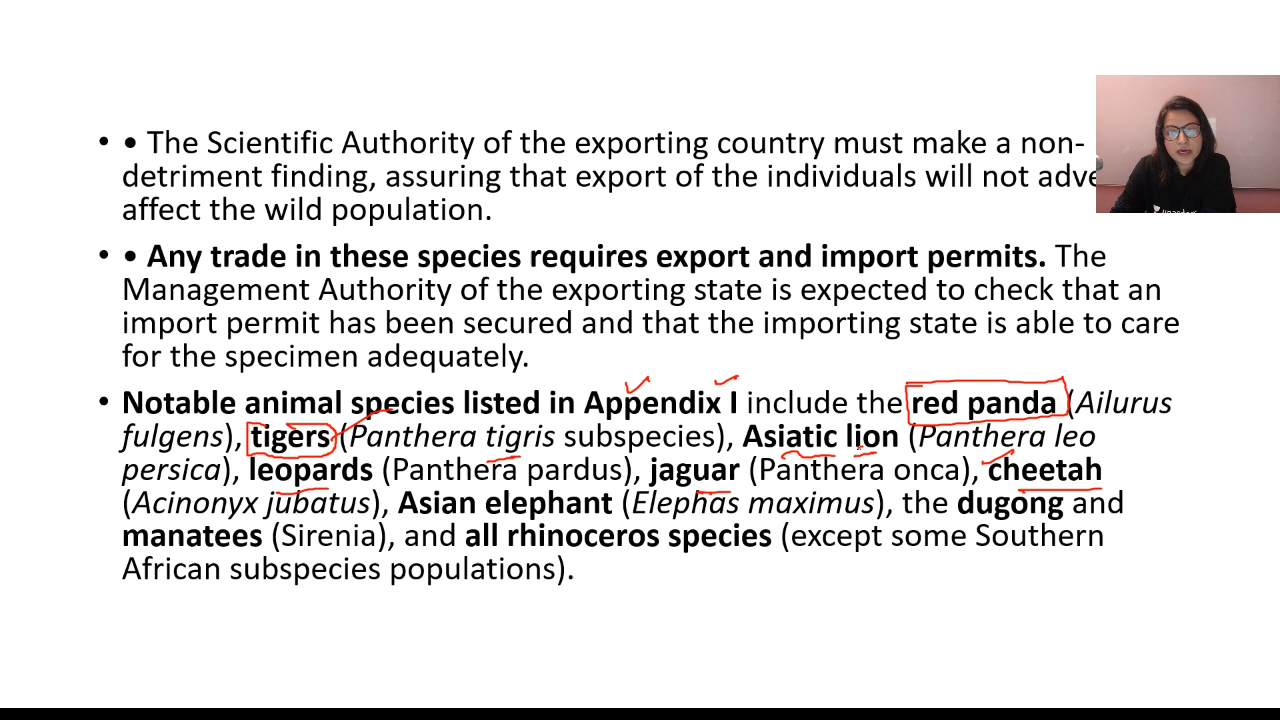 • • The Scientific Authority of the exporting country must make a non-
detriment finding, assuring that export of the individuals will not adve
affect the wild population.
• • Any trade in these species requires export and import permits. The
Management Authority of the exporting state is expected to check that an
import permit has been secured and that the importing state is able to care
for the specimen adequately.
• Notable animal species listed in Appendix I include the red panda (Ailurus
fulgens), tigers (Panthera tigris subspecies), Asiatic lion (Panthera leo
persica), leopards (Panthera pardus), jaguar (Panthera onca), cheetah
(Acinonyx jubatus), Asian elephant (Elephas maximus), the dugong and
manatees (Sirenia), and all rhinoceros species (except some Southern
African subspecies populations).